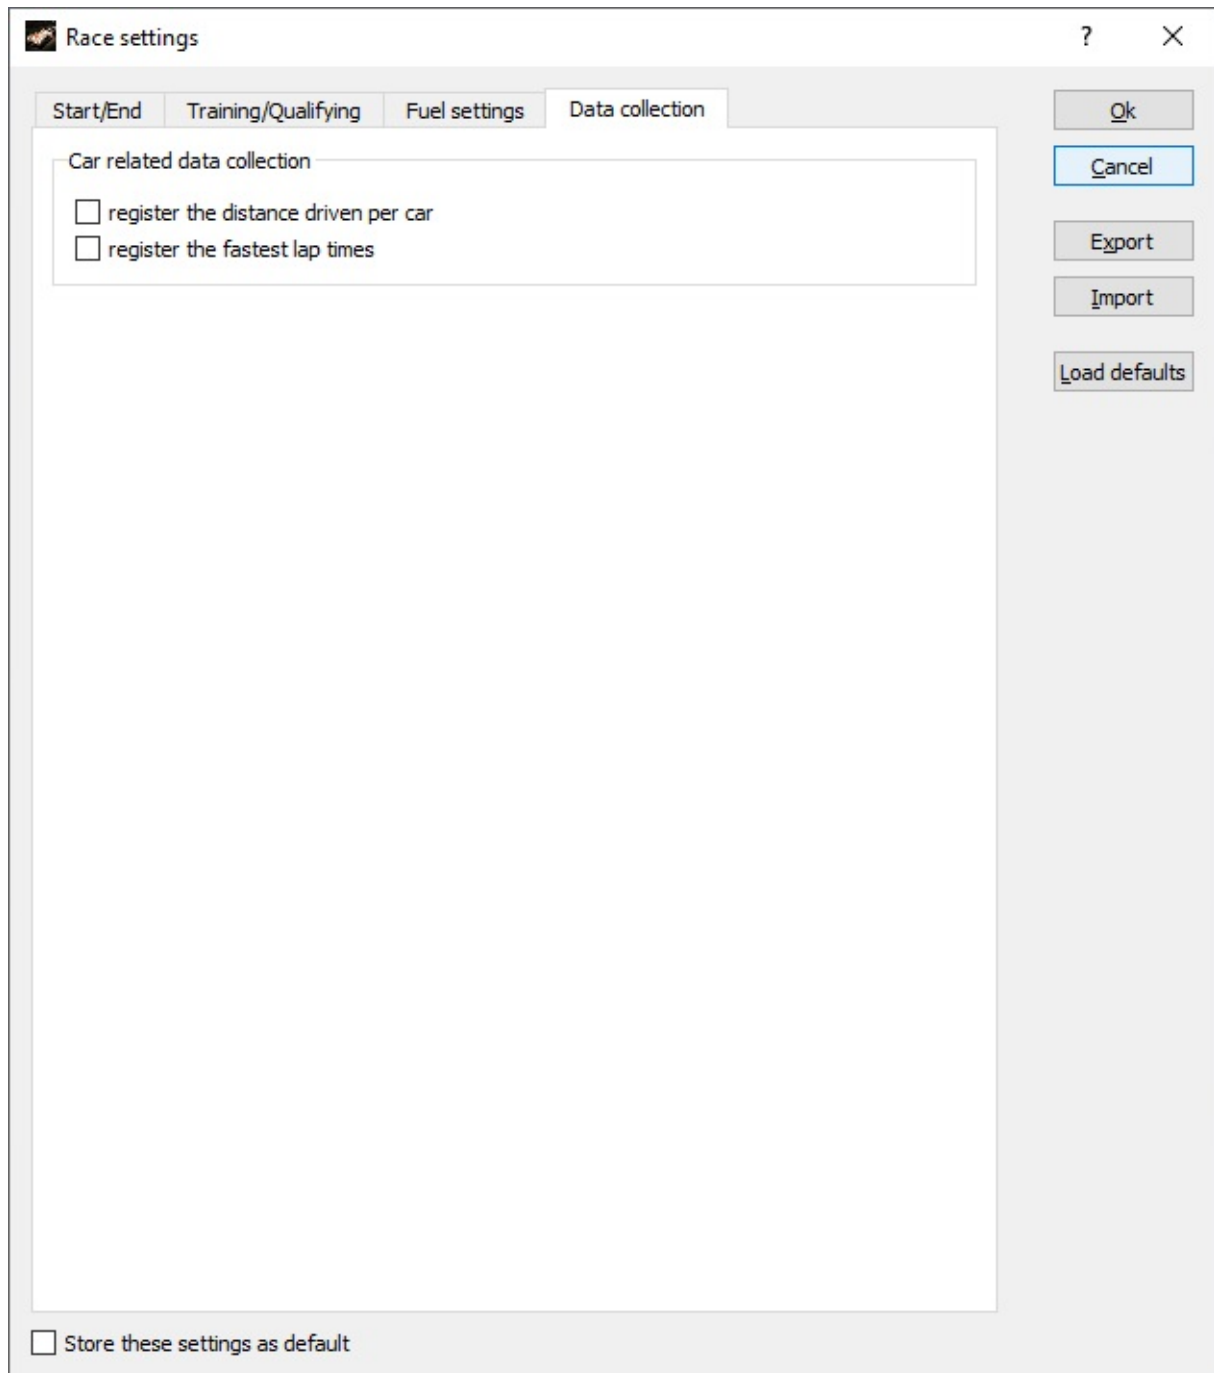 Race settings
?
Start/End
Training/Qualifying
Fuel settings
Data collection
Ok
Car related data collection
Cancel
register the distance driven per car
register the fastest lap times
Export
Import
Load defaults
Store these settings as default